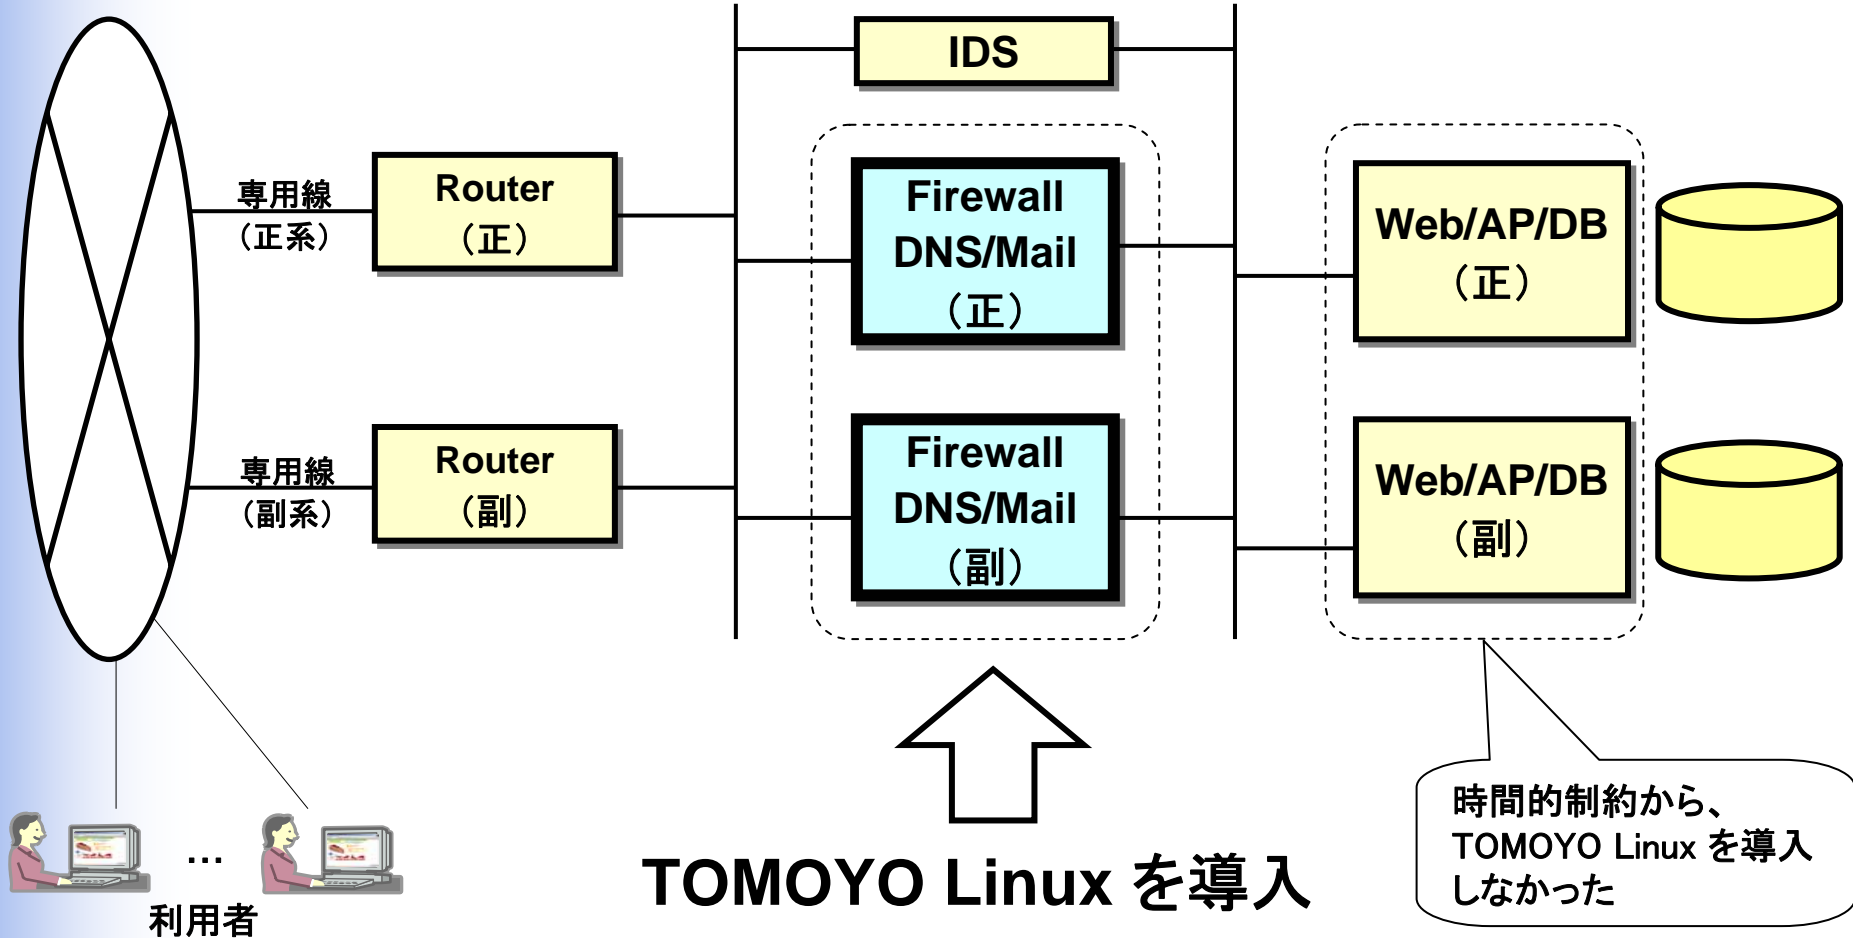 IDS
専用線
（正系）
Router
（正）
Firewall
DNS/Mail
（正）
Web/AP/DB
（正）
専用線
（副系）
Router
（副）
Firewall
DNS/Mail
（副）
Web/AP/DB
（副）
…
利用者
TOMOYO Linux を導入
時間的制約から、
TOMOYO Linux を導入
しなかった